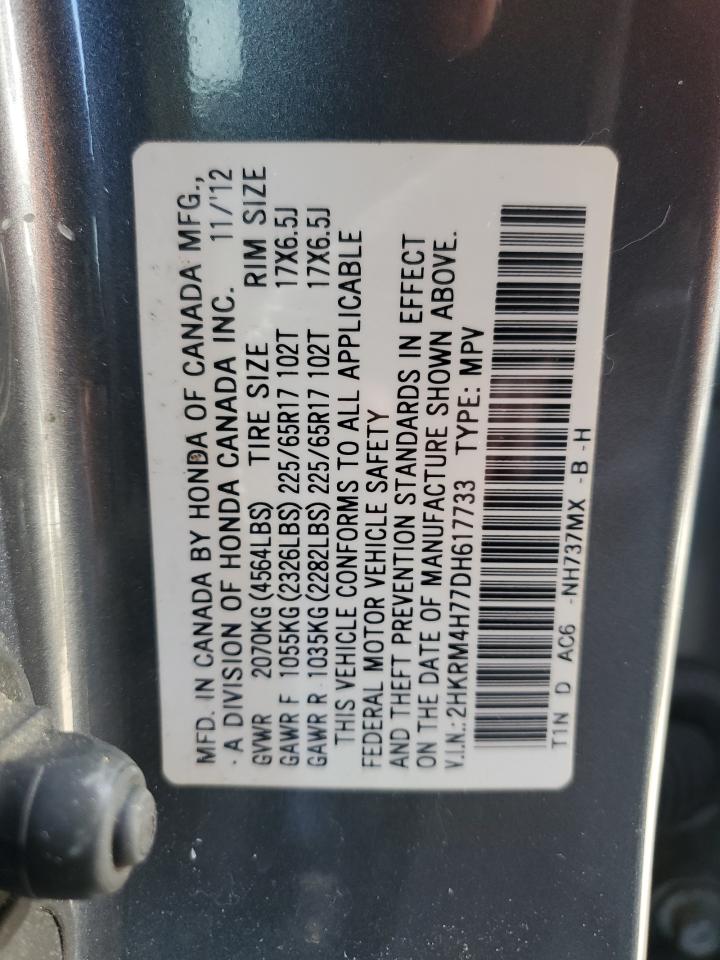 MFD. IN CANADA BY HONDA OF CANADA MFG.,
A DIVISION OF HONDA CANADA INC. 11/'12
GVWR 2070KG (4564LBS) TIRE SIZE RIM SIZE
GAWR F 1055KG (2326LBS) 225/65R17 102T 17X6.5J
GAWR R 1035KG (2282LBS) 225/65R17 102T 17X6.5J
THIS VEHICLE CONFORMS TO ALL APPLICABLE
FEDERAL MOTOR VEHICLE SAFETY
AND THEFT PREVENTION STANDARDS IN EFFECT
ON THE DATE OF MANUFACTURE SHOWN ABOVE.
V.I.N.: 2HKRM4H77DH617733 TYPE: MPV
T1N D AC6 -NH737MX -B -H